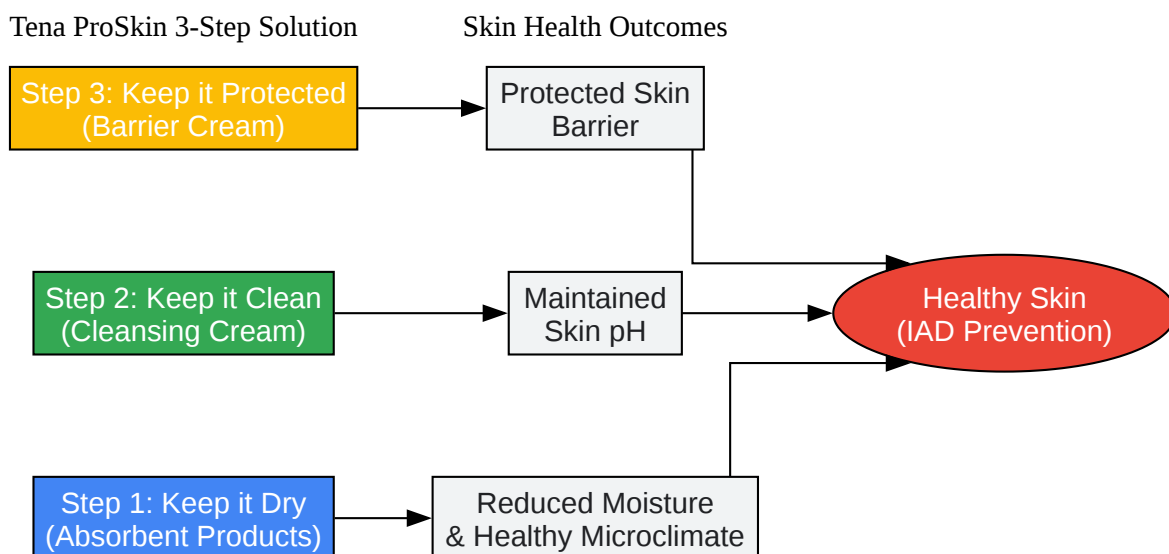 Tena ProSkin 3-Step Solution
Skin Health Outcomes
Step 3: Keep it Protected
(Barrier Cream)
Protected Skin
Barrier
Step 2: Keep it Clean
(Cleansing Cream)
Maintained
Skin pH
Healthy Skin
(IAD Prevention)
Step 1: Keep it Dry
(Absorbent Products)
Reduced Moisture
& Healthy Microclimate